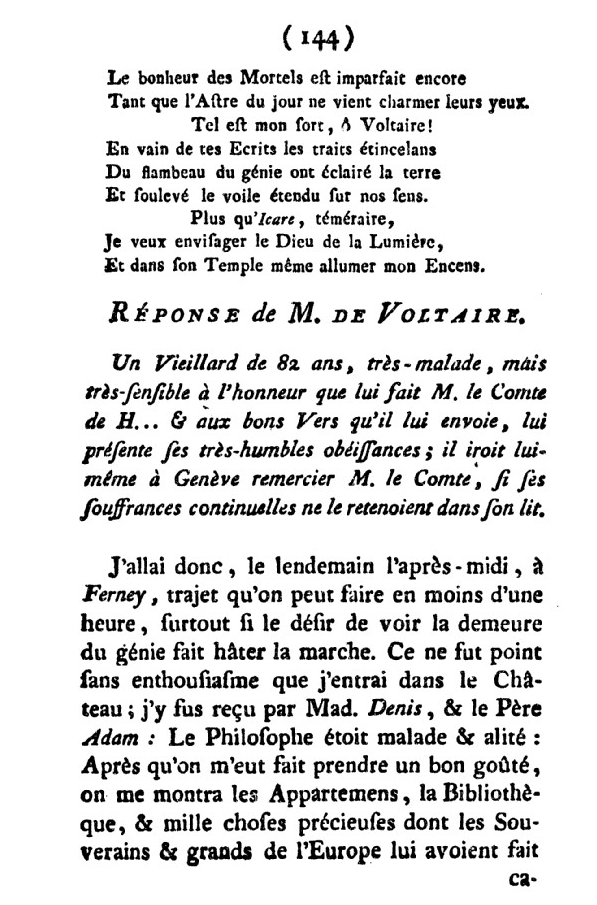 (144)
Le bonheur des Mortels eſt imparfait encore
Tant que l'Aſtre du jour ne vient charmer leurs yeux.
Tel eſt mon ſort, ô Voltaire!
En vain de tes Ecrits les traits étincelans
Du flambeau du génie ont éclairé la terre
Et ſoulevé le voile étendu ſur nos ſens.
Plus qu'Icare, téméraire,
Je veux enviſager le Dieu de la Lumière,
Et dans ſon Temple même allumer mon Encens.
RÉPONSE de M. DE VOLTAIRE.
Un Vieillard de 82 ans, très-malade, mais
très-ſenſible à l'honneur que lui fait M. le Comte
de H... & aux bons Vers qu'il lui envoie, lui
préſente ſes très-humbles obéiſſances; il iroit lui-
même à Genève remercier M. le Comte, ſi ſes
ſouffrances continuelles ne le retenoient dans ſon lit.
J'allai donc, le lendemain l'après-midi, à
Ferney, trajet qu'on peut faire en moins d'une
heure, ſurtout ſi le déſir de voir la demeure
du génie fait hâter la marche. Ce ne fut point
ſans enthouſiaſme que j'entrai dans le Châ-
teau; j'y fus reçu par Mad. Denis, & le Père
Adam : Le Philoſophe étoit malade & alité :
Après qu'on m'eut fait prendre un bon goûté,
on me montra les Appartemens, la Bibliothè-
que, & mille choſes précieuſes dont les Sou-
verains & grands de l'Europe lui avoient fait
ca-